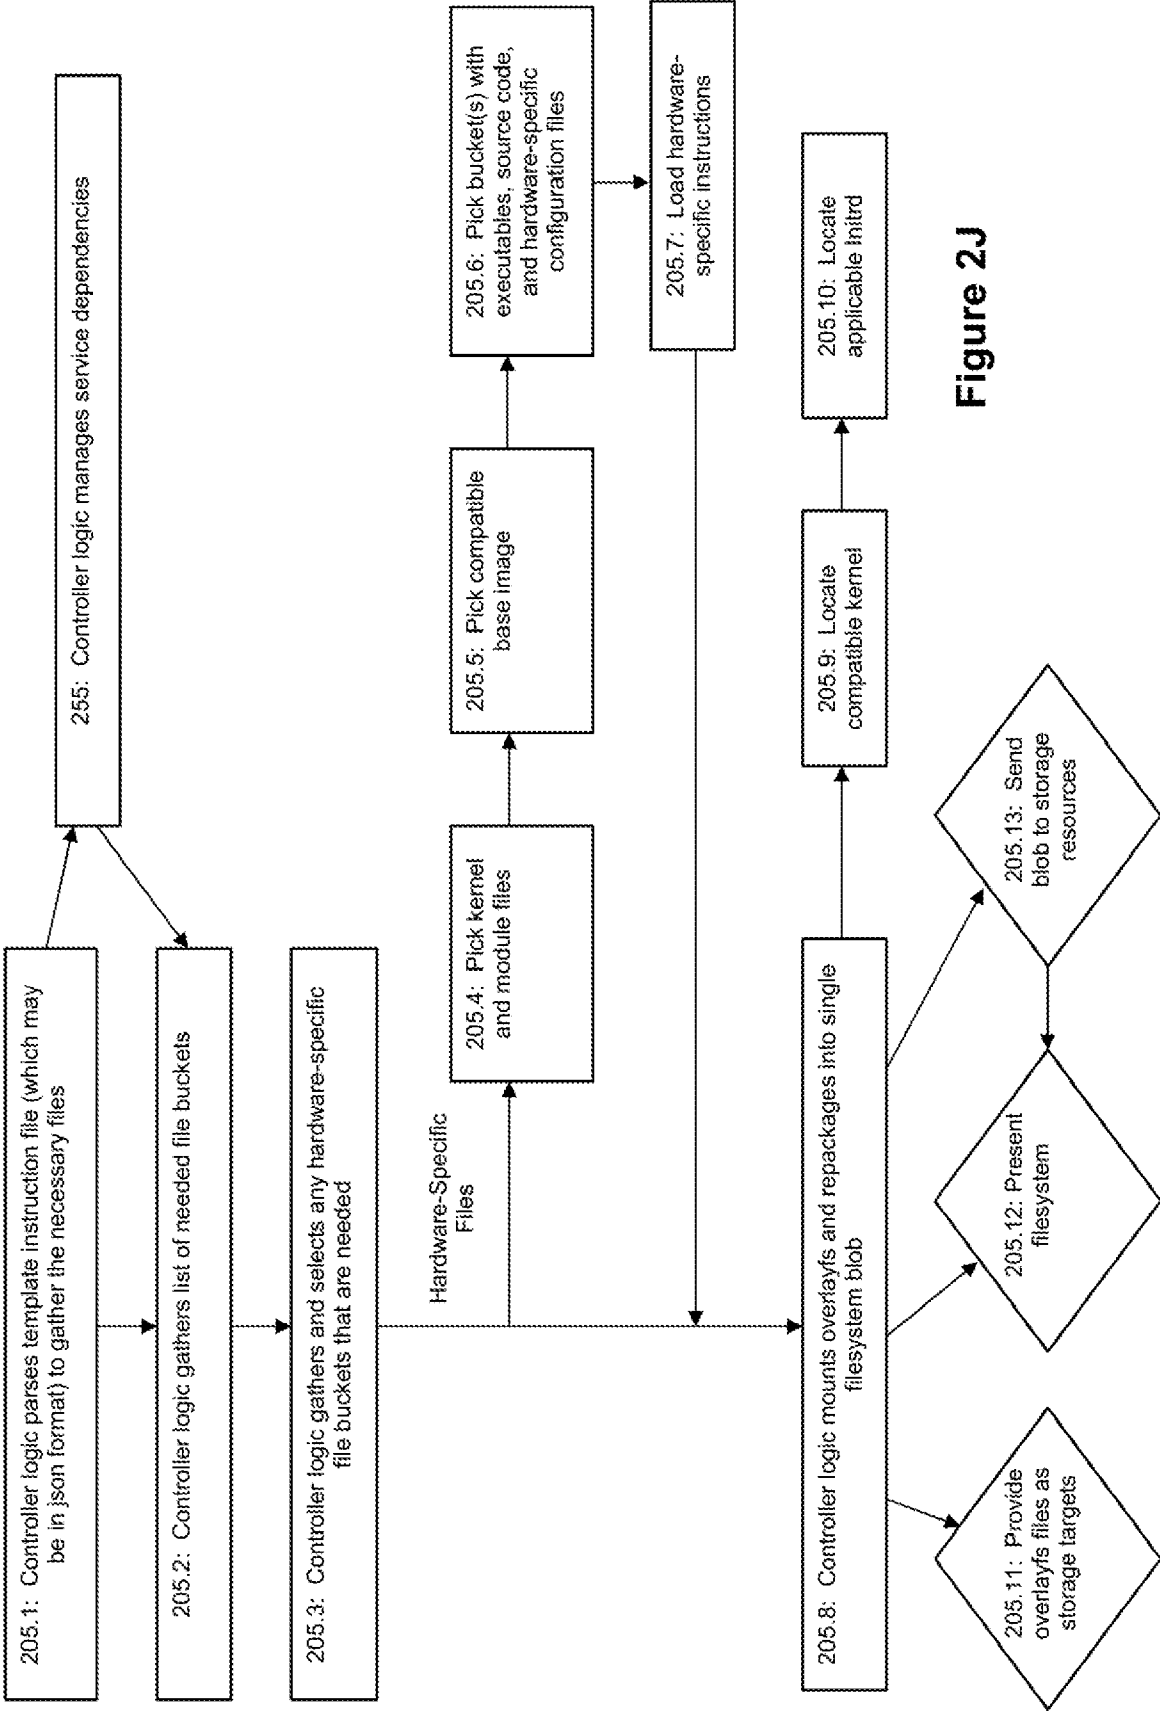 205.1: Controller logic parses template instruction file (which may
be in json format) to gather the necessary files
255: Controller logic manages service dependencies
205.2: Controller logic gathers list of needed file buckets
205.3: Controller logic gathers and selects any hardware-specific
file buckets that are needed
Hardware-Specific
Files
205.4: Pick kernel
and module files
205.5: Pick compatible
base image
205.6: Pick bucket(s) with
executables, source code,
and hardware-specific
configuration files
205.7: Load hardware-
specific instructions
205.8: Controller logic mounts overlayfs and repackages into single
filesystem blob
205.9: Locate
compatible kernel
205.10: Locate
applicable Initrd
205.11: Provide
overlayfs files as
storage targets
205.12: Present
filesystem
205.13: Send
blob to storage
resources
Figure 2J